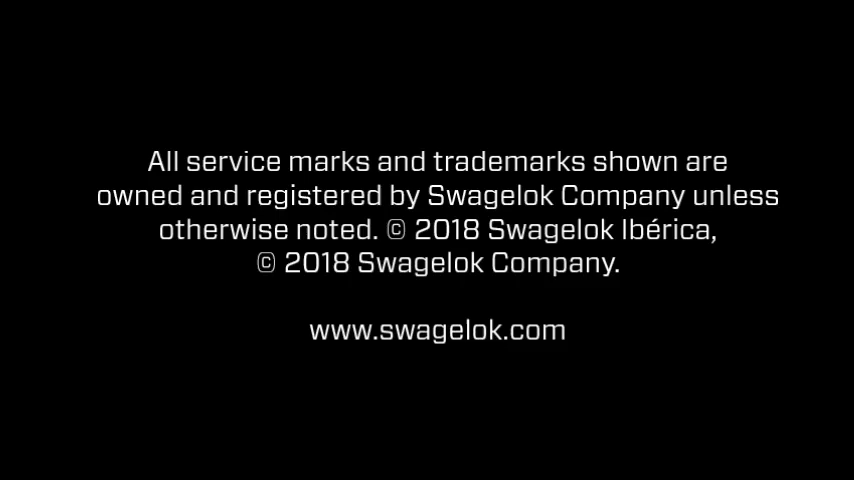 All service marks and trademarks shown are
owned and registered by Swagelok Company unless
otherwise noted. © 2018 Swagelok Ibérica,
© 2018 Swagelok Company.
www.swagelok.com